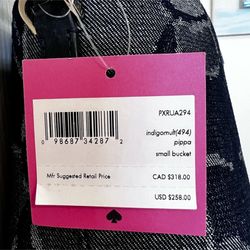 PXRUA294
indigomult(494)
pippa
small bucket
0 98687 34287 2
Mfr Suggested Retail Price
CAD $318.00
USD $258.00